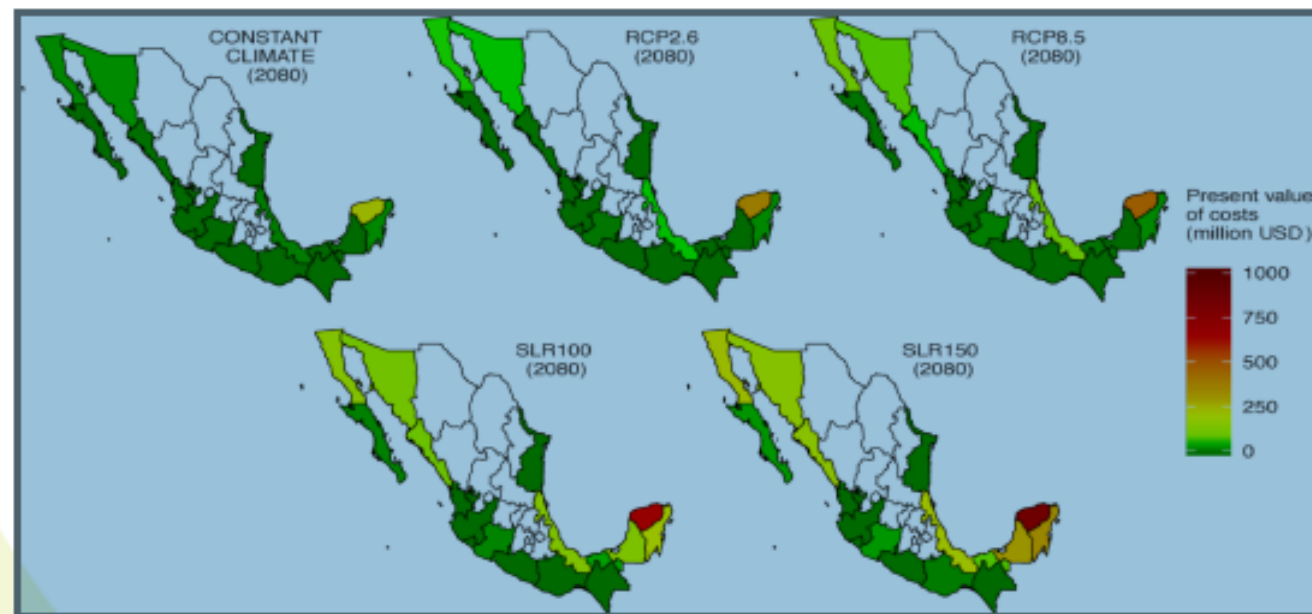 CONSTANT
CLIMATE
(2080)
RCP2.6
(2080)
RCP8.5
(2080)
Present value
of costs
(million USD)
1000
750
500
250
0
SLR100
(2080)
SLR150
(2080)